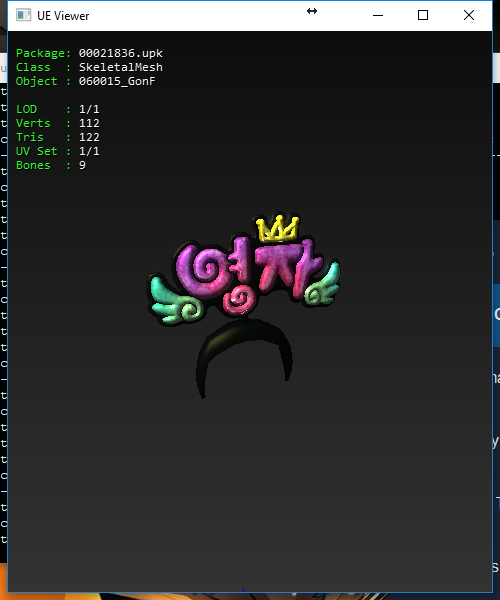 UE Viewer
Package: 00021836.upk
Class : SkeletalMesh
Object : 060015_GonF
LOD : 1/1
Verts : 112
Tris : 122
UV Set : 1/1
Bones : 9
영자